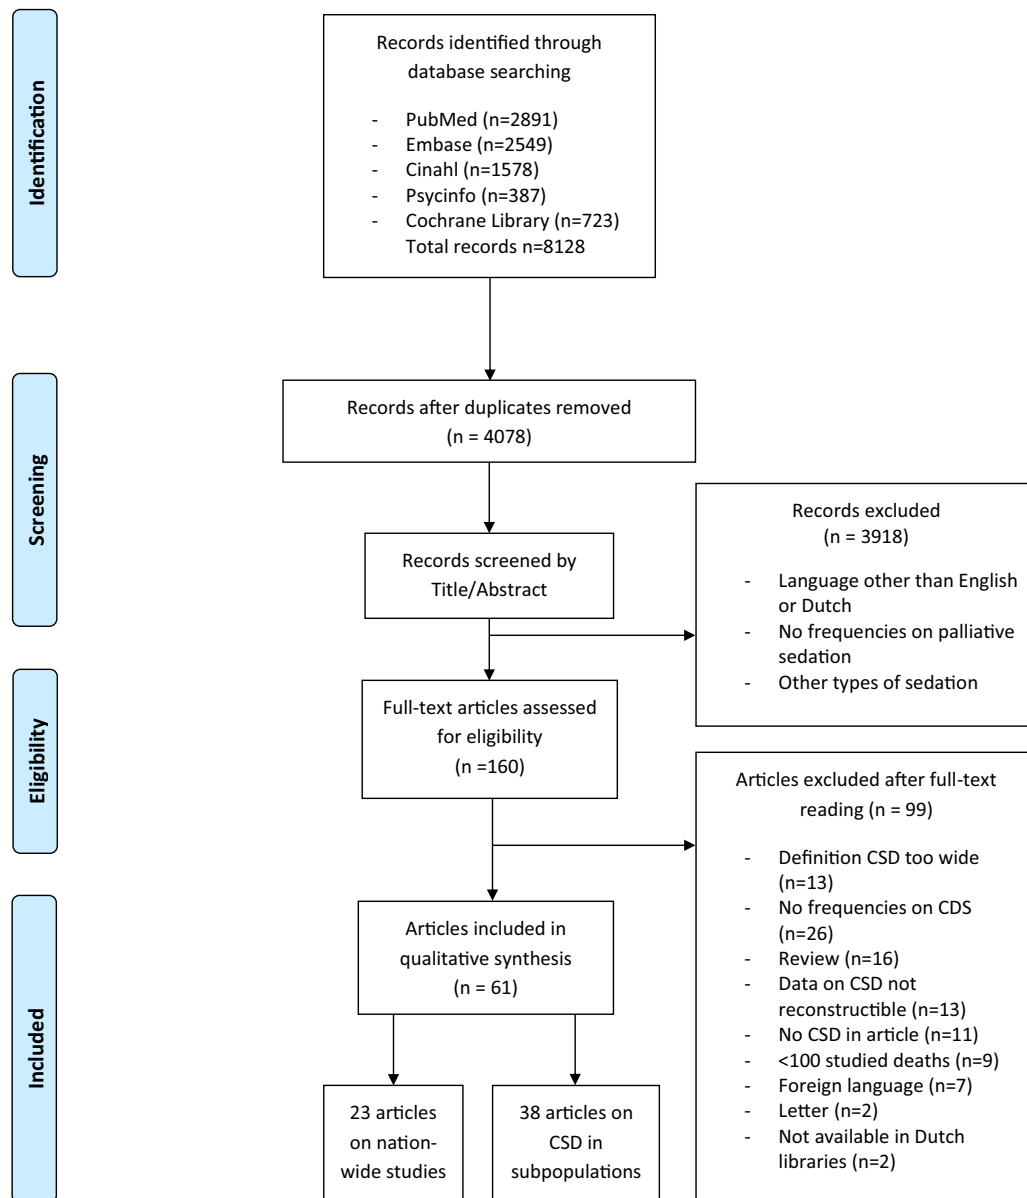 Identification
Records identified through
database searching
- PubMed (n=2891)
- Embase (n=2549)
- Cinahl (n=1578)
- Psycinfo (n=387)
- Cochrane Library (n=723)
Total records n=8128
Screening
Records after duplicates removed
(n = 4078)
Records screened by
Title/Abstract
Records excluded
(n = 3918)
- Language other than English
or Dutch
- No frequencies on palliative
sedation
- Other types of sedation
Eligibility
Full-text articles assessed
for eligibility
(n =160)
Articles excluded after full-text
reading (n = 99)
- Definition CSD too wide
(n=13)
- No frequencies on CDS
(n=26)
- Review (n=16)
- Data on CSD not
reconstructible (n=13)
- No CSD in article (n=11)
- <100 studied deaths (n=9)
- Foreign language (n=7)
- Letter (n=2)
- Not available in Dutch
libraries (n=2)
Included
Articles included in
qualitative synthesis
(n = 61)
23 articles
on nation-
wide studies
38 articles on
CSD in
subpopulations